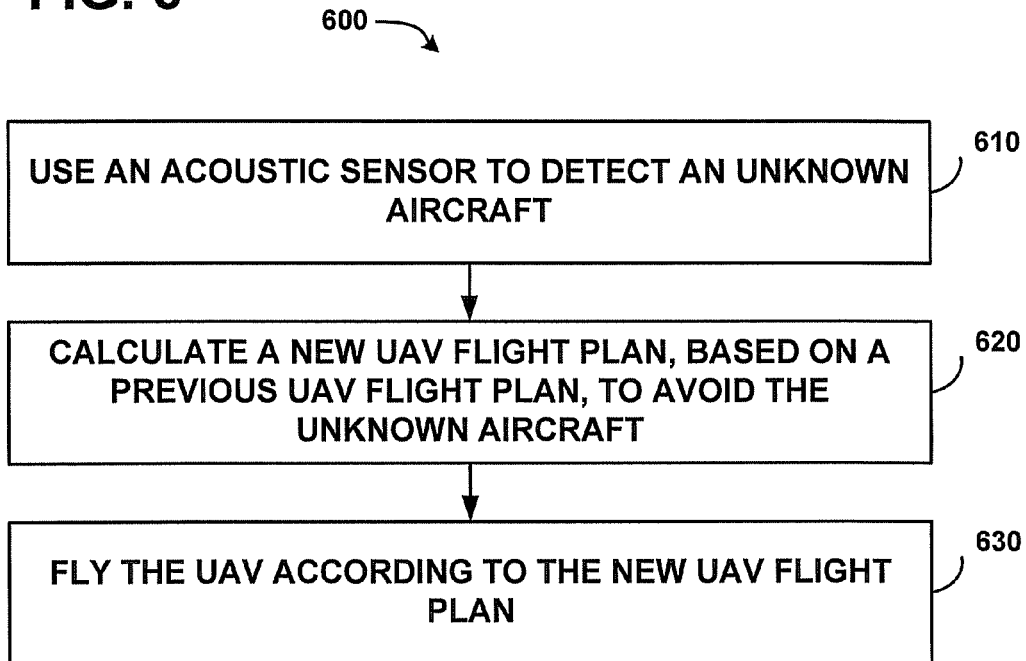 600
USE AN ACOUSTIC SENSOR TO DETECT AN UNKNOWN
AIRCRAFT
610
CALCULATE A NEW UAV FLIGHT PLAN, BASED ON A
PREVIOUS UAV FLIGHT PLAN, TO AVOID THE
UNKNOWN AIRCRAFT
620
FLY THE UAV ACCORDING TO THE NEW UAV FLIGHT
PLAN
630